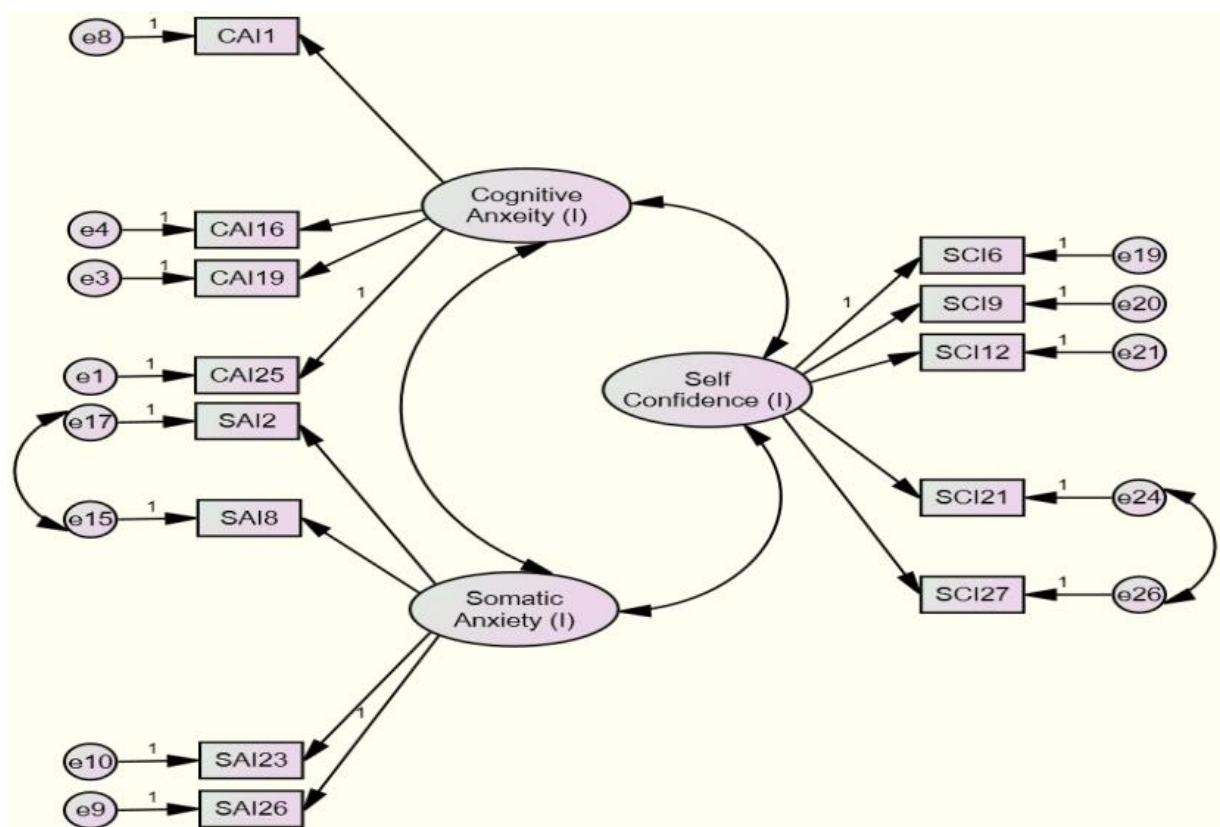 e8 1 CAI1
Cognitive
Anxeity (I)
e4 1 CAI16
e3 1 CAI19
1
e1 1 CAI25
e17 1 SAI2
e15 1 SAI8
Somatic
Anxiety (I)
1
e10 1 SAI23
e9 1 SAI26
Self
Confidence (I)
1
SCI6 1 e19
SCI9 1 e20
SCI12 1 e21
SCI21 1 e24
SCI27 1 e26